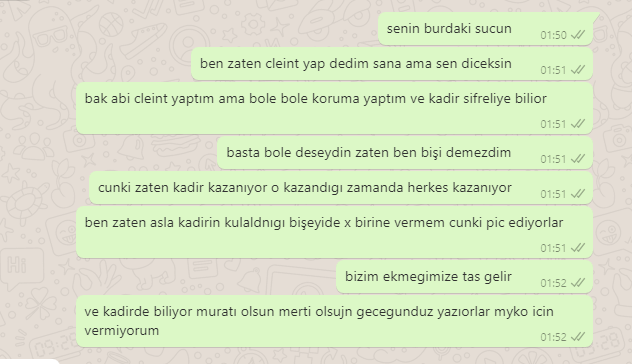 senin burdaki sucun
01:50
ben zaten cleint yap dedim sana ama sen diceksin
01:51
bak abi cleint yaptım ama bole bole koruma yaptım ve kadir sifreliye bilior
01:51
basta bole deseydin zaten ben bişi demezdim
01:51
cunki zaten kadir kazanıyor o kazandıgı zamanda herkes kazanıyor
01:51
ben zaten asla kadirin kulaldnıgı bişeyide x birine vermem cunki pic ediyorlar
01:51
bizim ekmegimize tas gelir
01:52
ve kadirde biliyor muratı olsun merti olsujn gecegunduz yazıorlar myko icin
vermiyorum
01:52